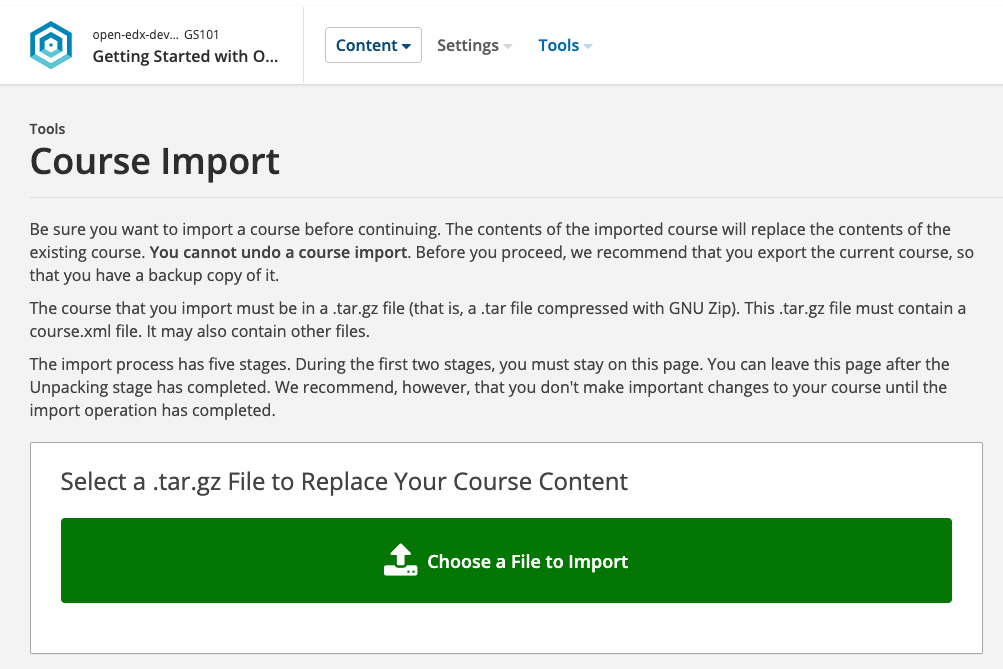 open-edx-dev... GS101
Getting Started with O...
Content
Settings
Tools
Tools
Course Import
Be sure you want to import a course before continuing. The contents of the imported course will replace the contents of the
existing course. You cannot undo a course import. Before you proceed, we recommend that you export the current course, so
that you have a backup copy of it.
The course that you import must be in a .tar.gz file (that is, a .tar file compressed with GNU Zip). This .tar.gz file must contain a
course.xml file. It may also contain other files.
The import process has five stages. During the first two stages, you must stay on this page. You can leave this page after the
Unpacking stage has completed. We recommend, however, that you don't make important changes to your course until the
import operation has completed.
Select a .tar.gz File to Replace Your Course Content
Choose a File to Import